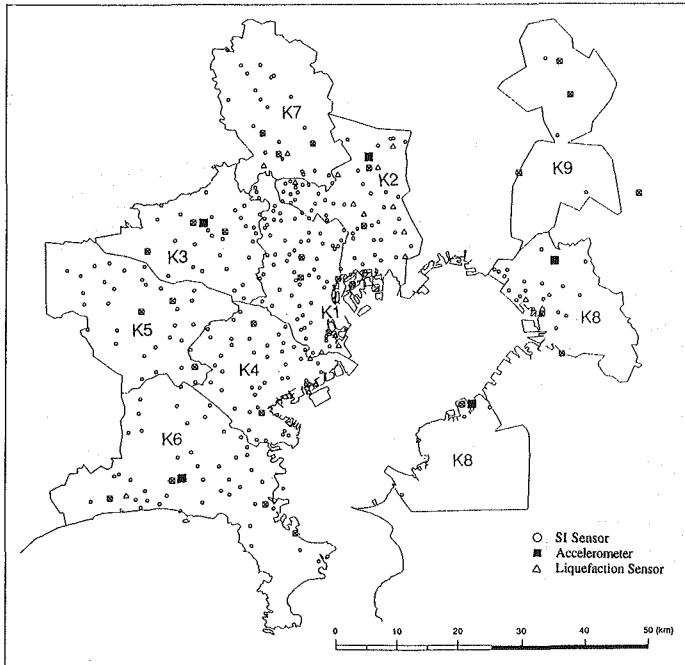 K7
K2
K9
K3
K8
K1
K5
K4
K8
K6
SI Sensor
Accelerometer
Liquefaction Sensor
0 10 20 30 40 50 (km)